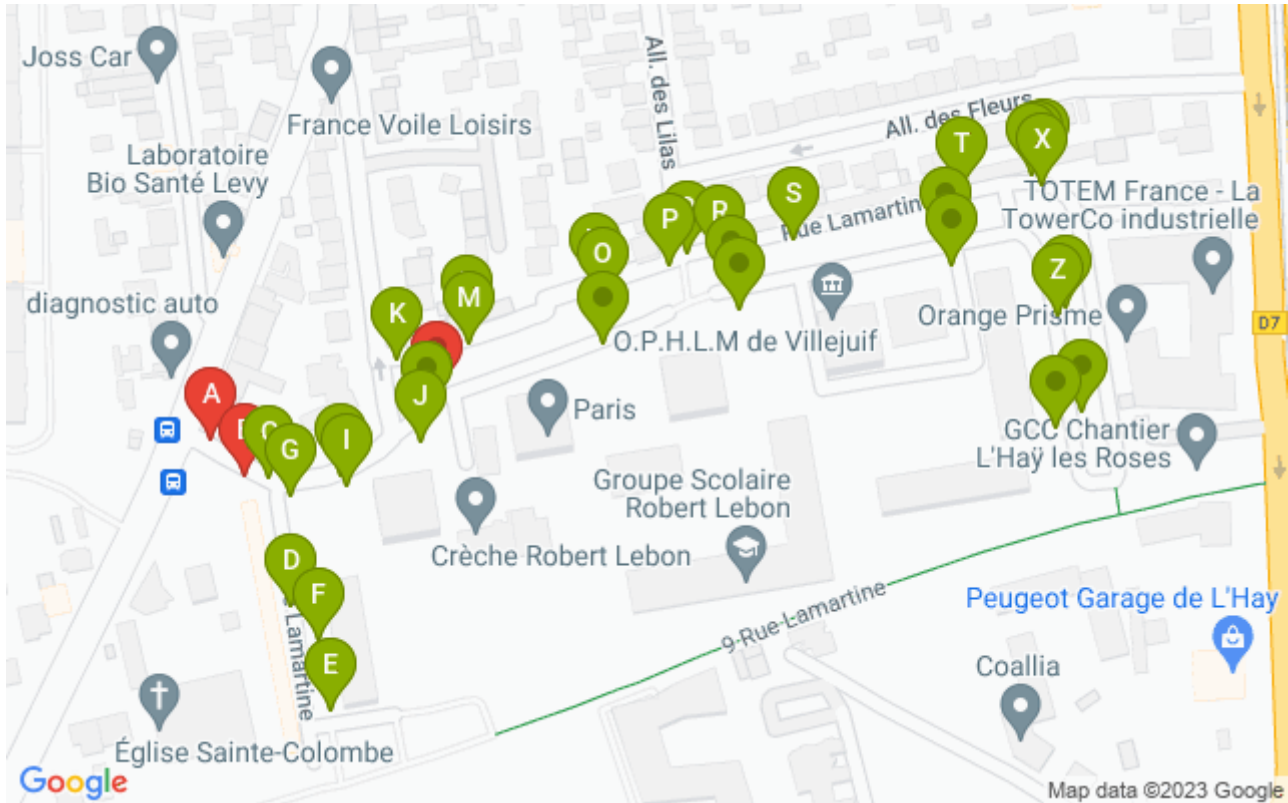 Joss Car
France Voile Loisirs
All. des Lilas
All. des Fleurs
Laboratoire
Bio Santé Levy
X
T
TOTEM France - La
TowerCo industrielle
P
R
S
Rue Lamartine
O
Z
diagnostic auto
K
M
Orange Prisme
O.P.H.L.M de Villejuif
D7
A
J
Paris
C
G
I
GCC Chantier
L'Haÿ les Roses
Groupe Scolaire
Robert Lebon
Crèche Robert Lebon
D
F
E
Lamartine
9 Rue Lamartine
Peugeot Garage de L'Hay
Coallia
Église Sainte-Colombe
Google
Map data ©2023 Google